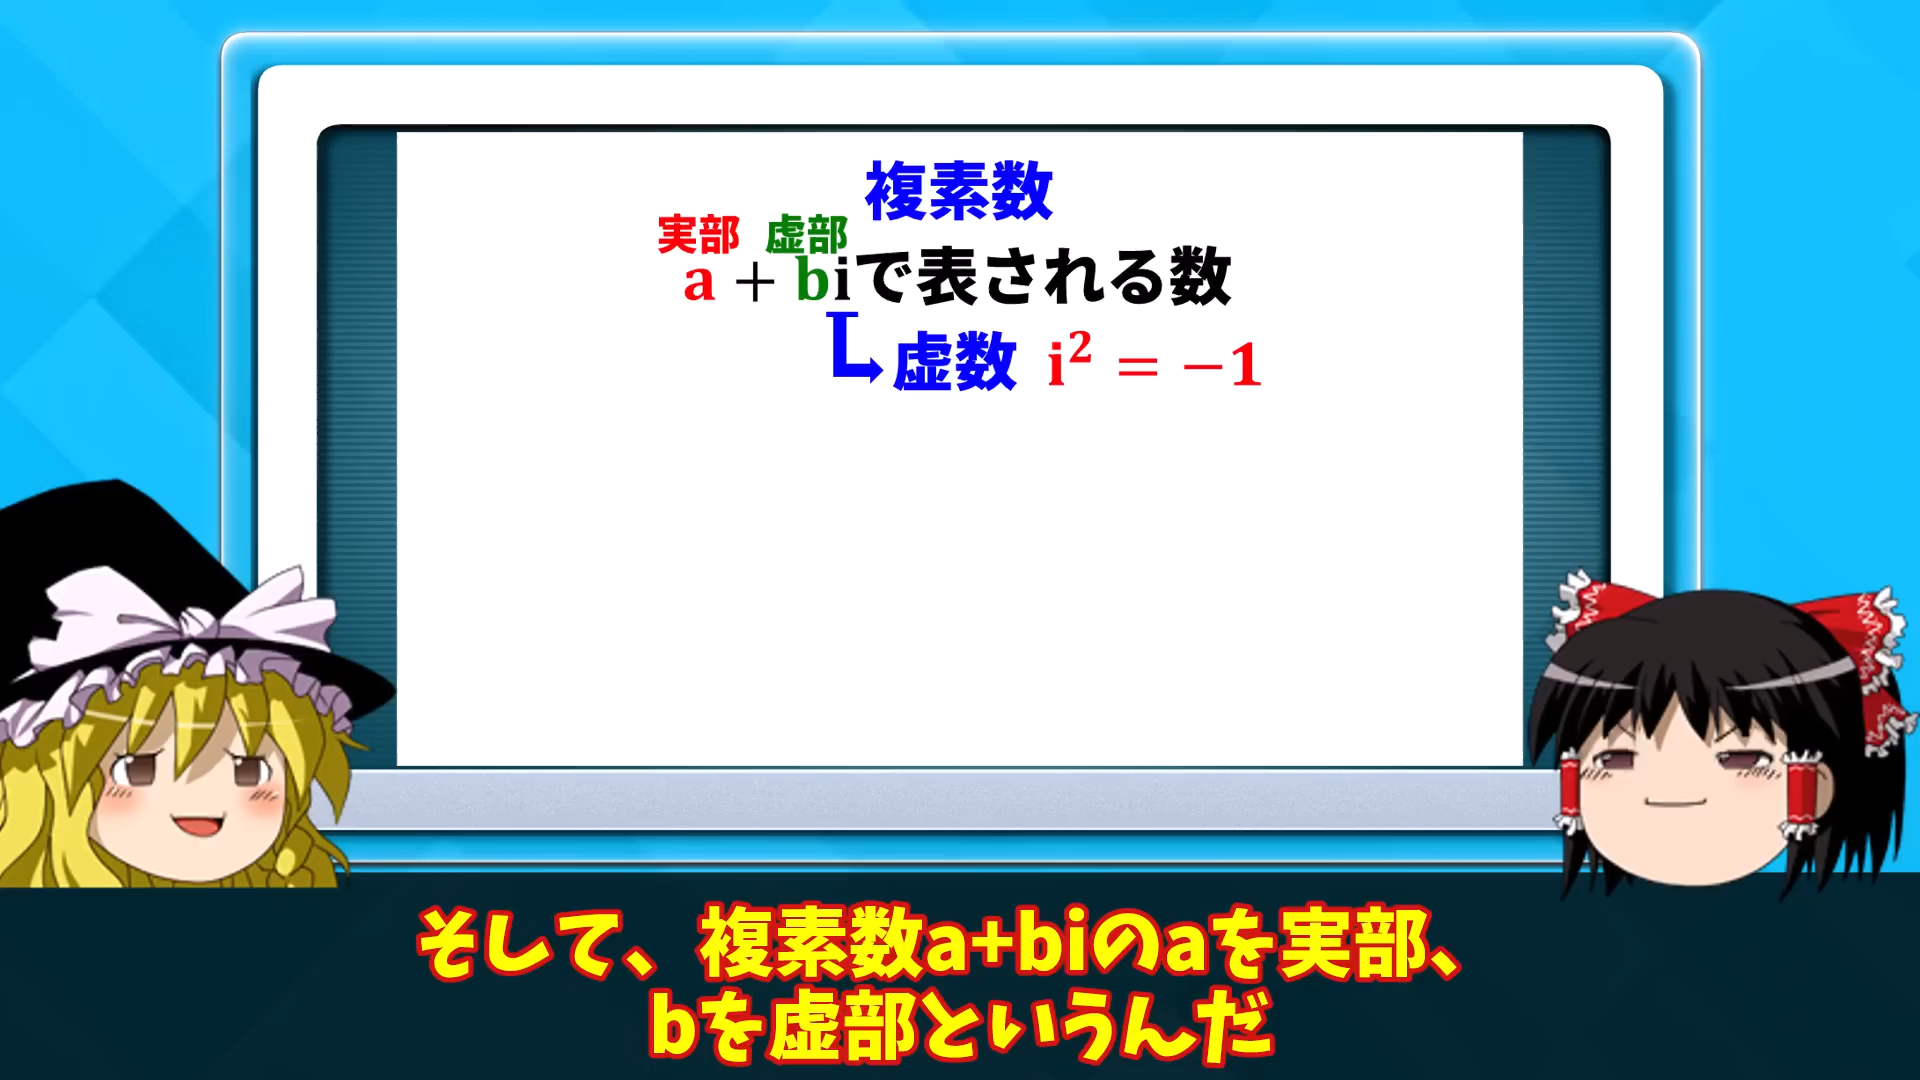 複素数
実部 虚部
a + biで表される数
虚数 i² = −1
そして、複素数a+biのaを実部、
bを虚部というんだ